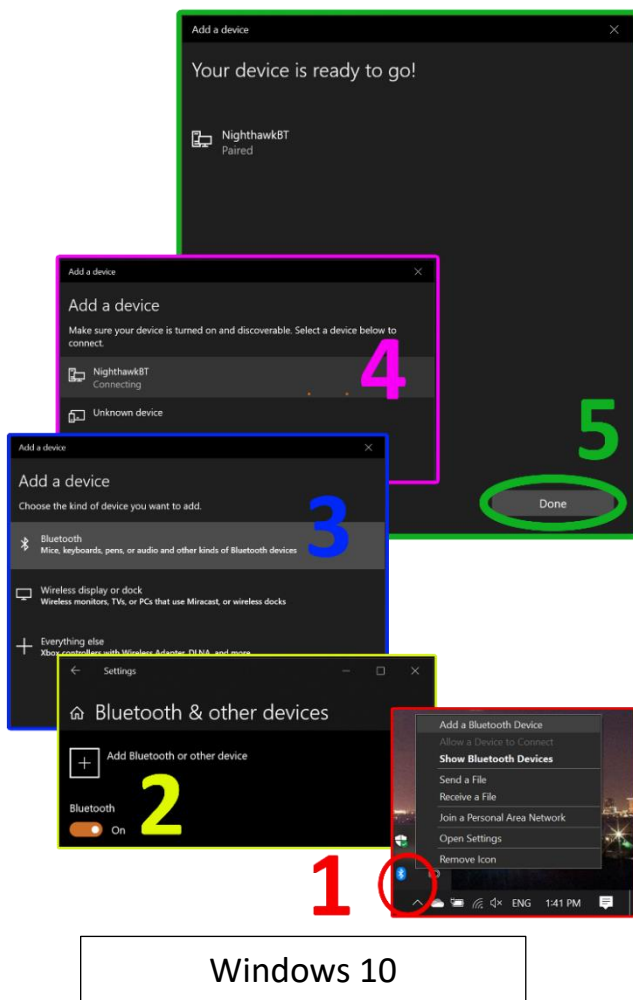 Add a device
Your device is ready to go!
NighthawkBT
Paired
5
Done
Add a device
Add a device
Make sure your device is turned on and discoverable. Select a device below to
connect.
NighthawkBT
Connecting
Unknown device
4
Add a device
Add a device
Choose the kind of device you want to add.
Bluetooth
Mice, keyboards, pens, or audio and other kinds of Bluetooth devices
3
Wireless display or dock
Wireless monitors, TVs, or PCs that use Miracast, or wireless docks
Everything else
Xbox controllers with Wireless Adapter, DLNA, and more
Settings
Bluetooth & other devices
Add Bluetooth or other device
Bluetooth
On
2
Add a Bluetooth Device
Allow a Device to Connect
Show Bluetooth Devices
Send a File
Receive a File
Join a Personal Area Network
Open Settings
Remove Icon
1
ENG 1:41 PM
Windows 10